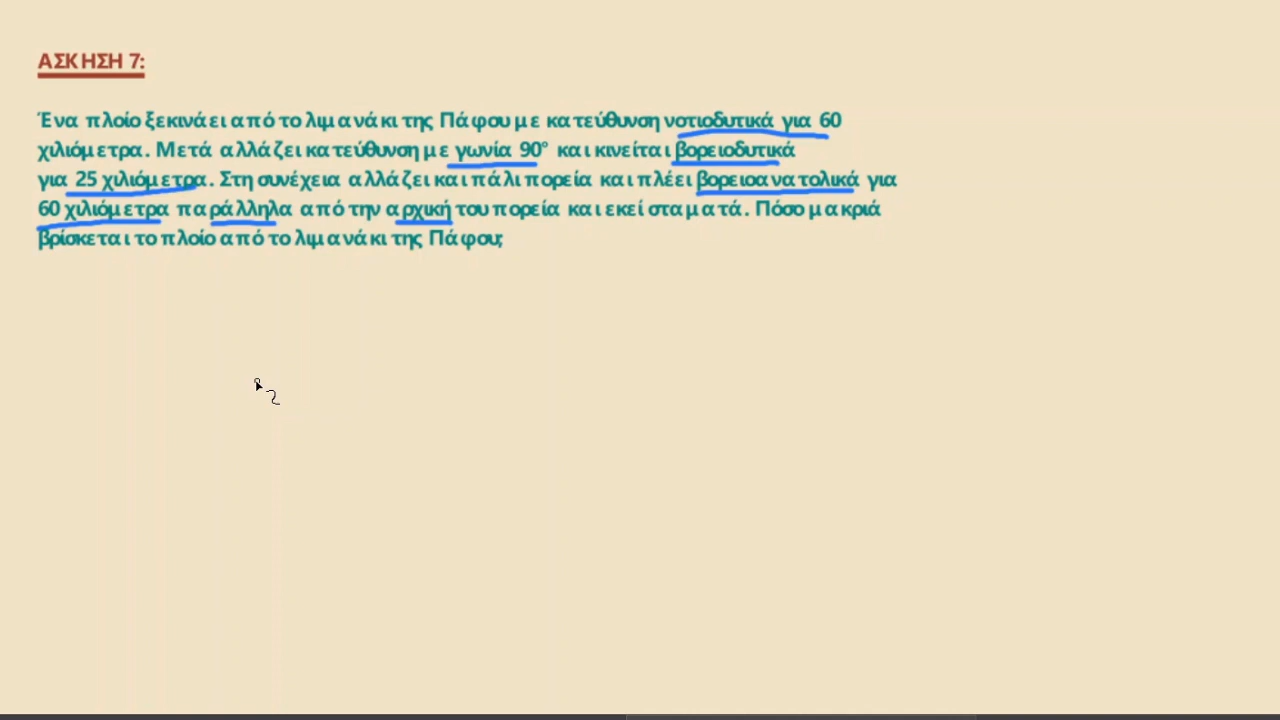 ΑΣΚΗΣΗ 7:
Ένα πλοίο ξεκινάει από το λιμανάκι της Πάφου με κατεύθυνση νοτιοδυτικά για 60
χιλιόμετρα. Μετά αλλάζει κατεύθυνση με γωνία 90° και κινείται βορειοδυτικά
για 25 χιλιόμετρα. Στη συνέχεια αλλάζει και πάλι πορεία και πλέει βορειοανατολικά για
60 χιλιόμετρα παράλληλα από την αρχική του πορεία και εκεί σταματά. Πόσο μακριά
βρίσκεται το πλοίο από το λιμανάκι της Πάφου;